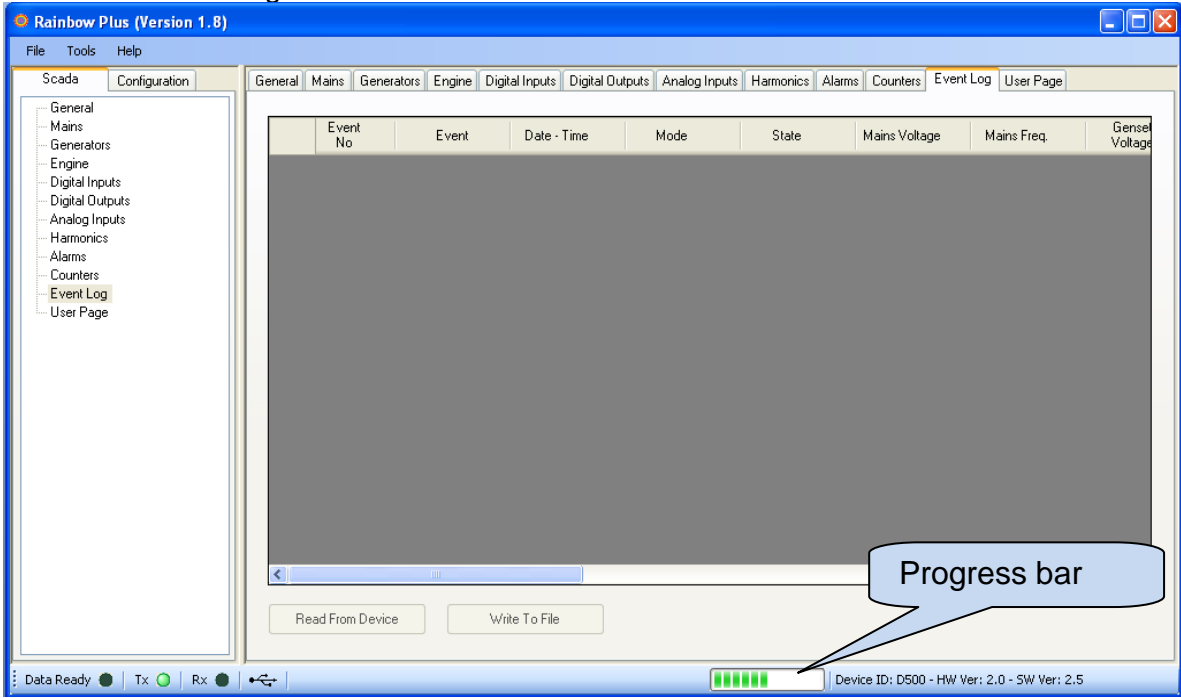 Rainbow Plus (Version 1.8)
File Tools Help
Scada Configuration
General Mains Generators Engine Digital Inputs Digital Outputs Analog Inputs Harmonics Alarms Counters Event Log User Page
General
Mains
Generators
Engine
Digital Inputs
Digital Outputs
Analog Inputs
Harmonics
Alarms
Counters
Event Log
User Page
Event No Event Date - Time Mode State Mains Voltage Mains Freq. Genset Voltage
Progress bar
Read From Device Write To File
Data Ready Tx Rx Device ID: D500 - HW Ver: 2.0 - SW Ver: 2.5